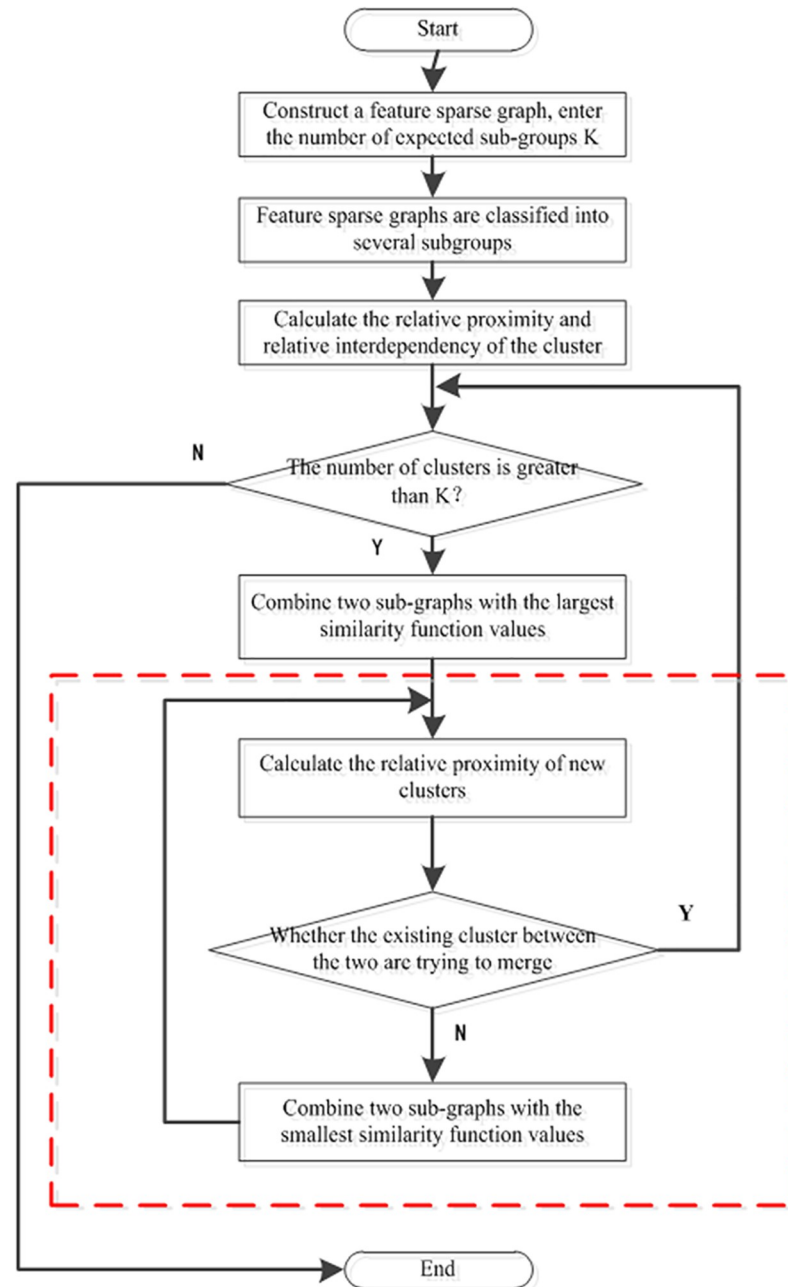 Start
Construct a feature sparse graph, enter
the number of expected sub-groups K
Feature sparse graphs are classified into
several subgroups
Calculate the relative proximity and
relative interdependency of the cluster
N
The number of clusters is greater
than K?
Y
Combine two sub-graphs with the largest
similarity function values
Calculate the relative proximity of new
clusters
Y
Whether the existing cluster between
the two are trying to merge
N
Combine two sub-graphs with the
smallest similarity function values
End